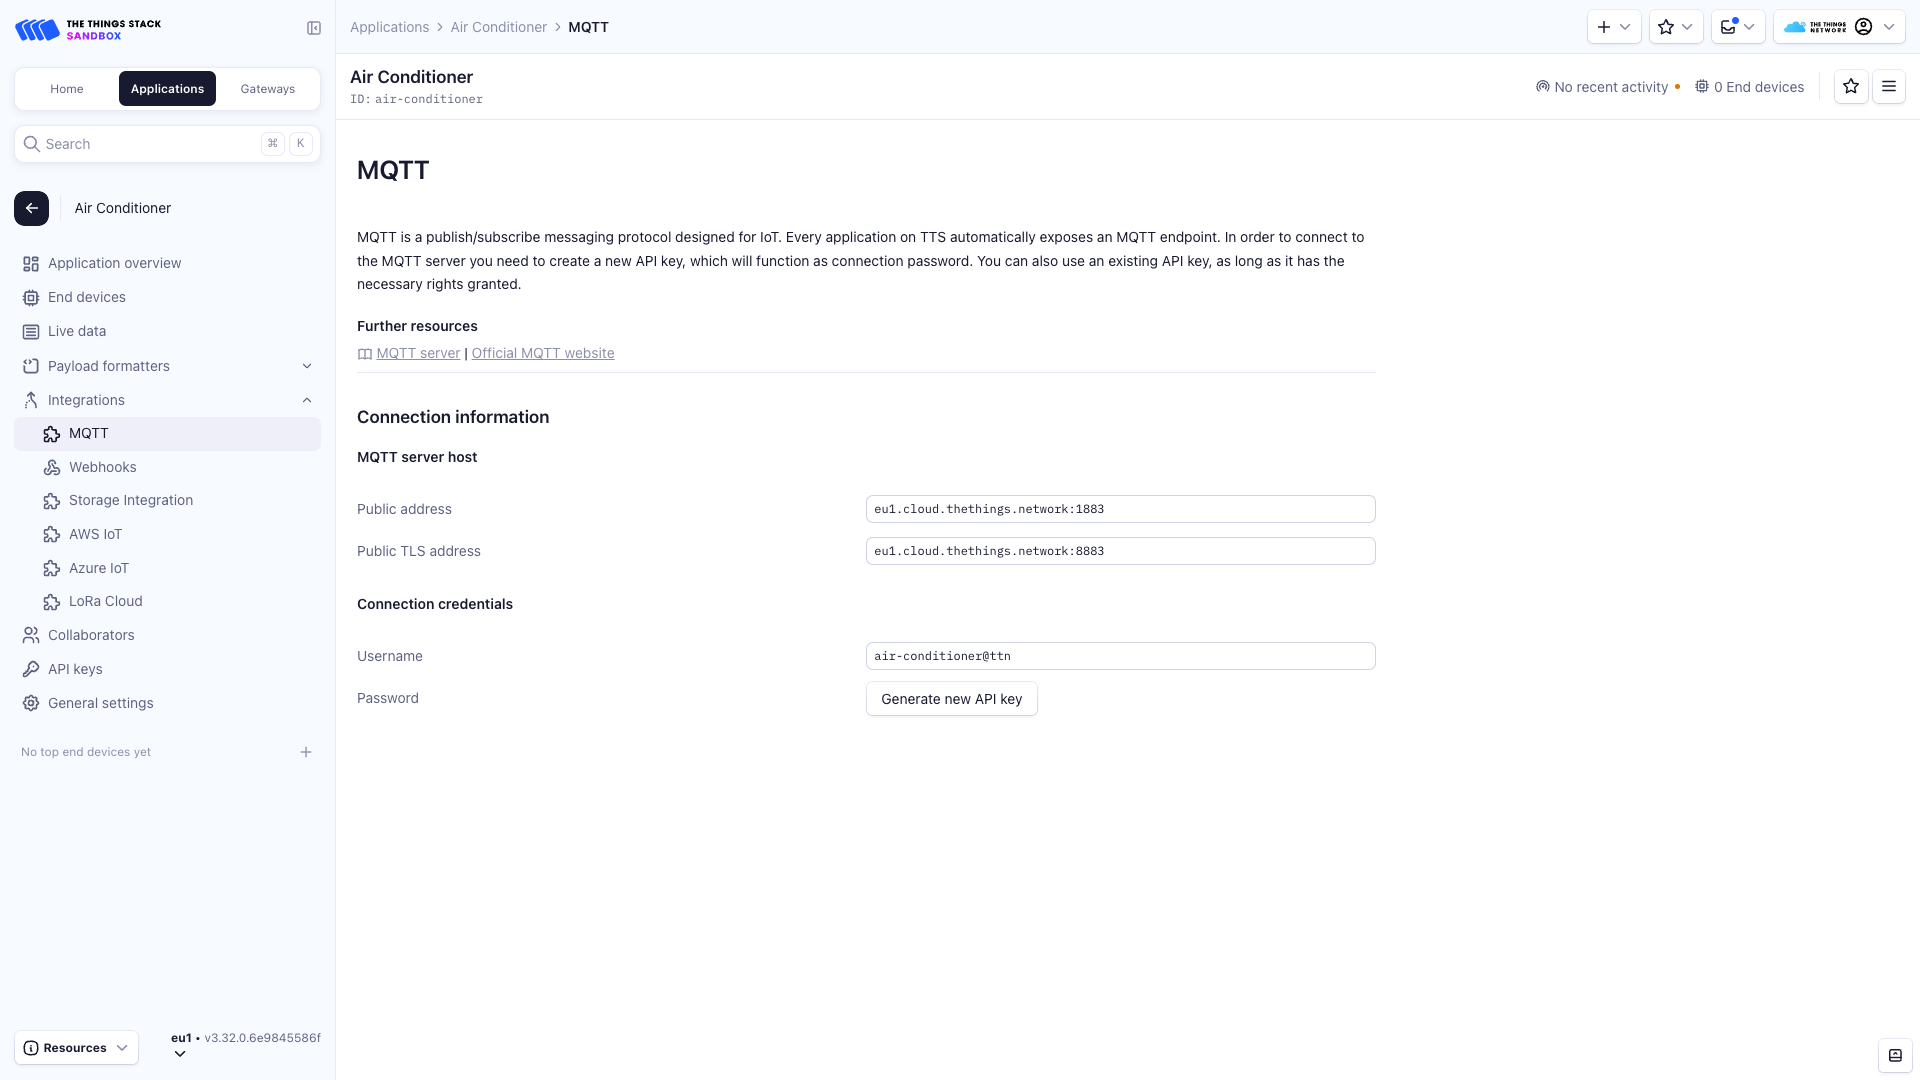 THE THINGS STACK
SANDBOX
Home
Applications
Gateways
Search
⌘
K
Air Conditioner
Application overview
End devices
Live data
Payload formatters
Integrations
MQTT
Webhooks
Storage Integration
AWS IoT
Azure IoT
LoRa Cloud
Collaborators
API keys
General settings
No top end devices yet
Resources
eu1 • v3.32.0.6e9845586f
Applications > Air Conditioner > MQTT
THE THINGS
NETWORK
Air Conditioner
ID: air-conditioner
No recent activity
0 End devices
MQTT
MQTT is a publish/subscribe messaging protocol designed for IoT. Every application on TTS automatically exposes an MQTT endpoint. In order to connect to
the MQTT server you need to create a new API key, which will function as connection password. You can also use an existing API key, as long as it has the
necessary rights granted.
Further resources
MQTT server | Official MQTT website
Connection information
MQTT server host
Public address
eu1.cloud.thethings.network:1883
Public TLS address
eu1.cloud.thethings.network:8883
Connection credentials
Username
air-conditioner@ttn
Password
Generate new API key